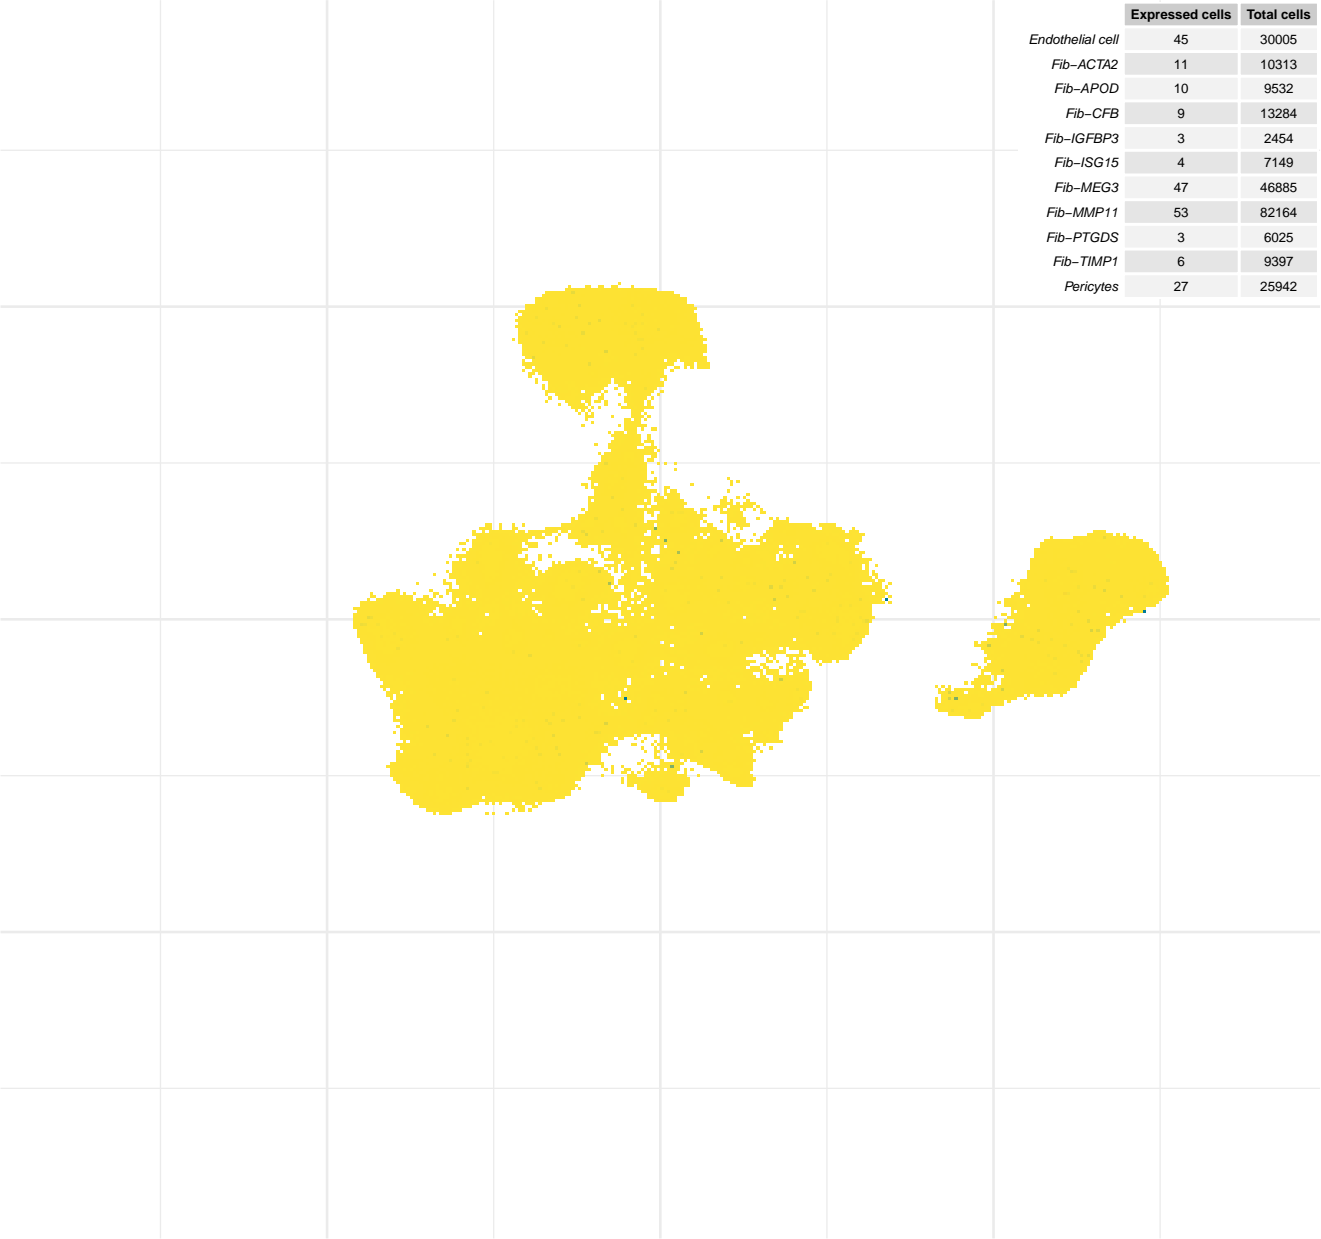 Expressed cells Total cells
Endothelial cell 45 30005
Fib−ACTA2 11 10313
Fib−APOD 10 9532
Fib−CFB 9 13284
Fib−IGFBP3 3 2454
Fib−ISG15 4 7149
Fib−MEG3 47 46885
Fib−MMP11 53 82164
Fib−PTGDS 3 6025
Fib−TIMP1 6 9397
Pericytes 27 25942